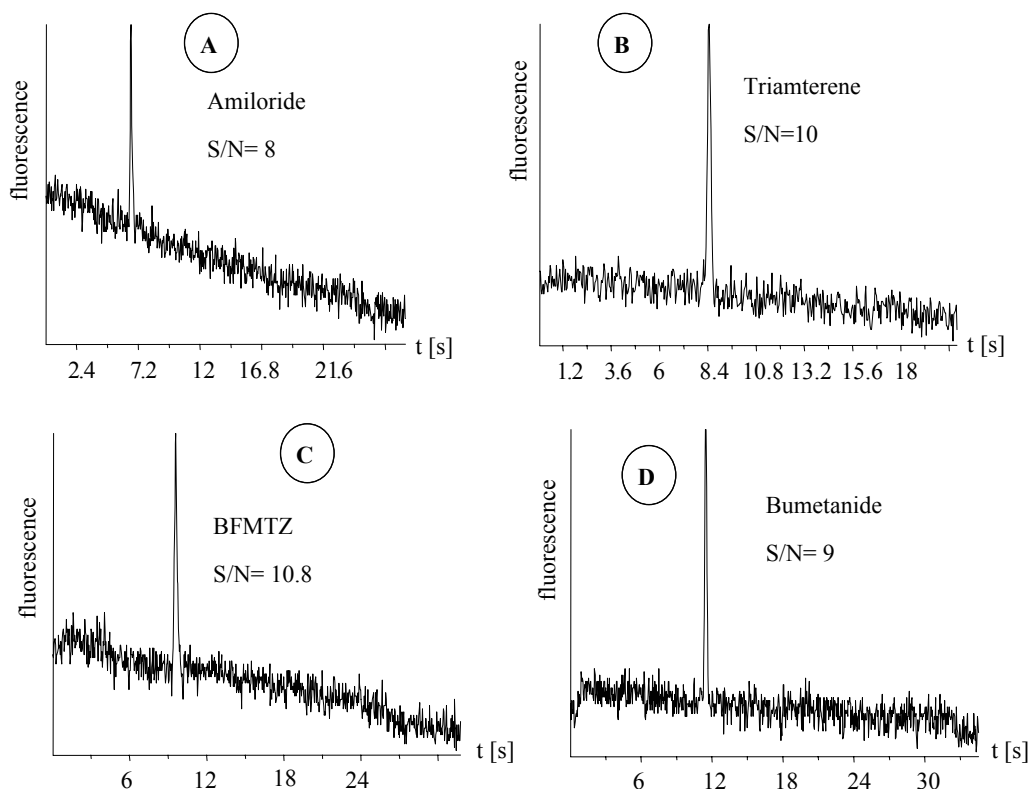 A
Amiloride
S/N= 8
fluorescence
t [s]
2.4 7.2 12 16.8 21.6
B
Triamterene
S/N=10
fluorescence
t [s]
1.2 3.6 6 8.4 10.8 13.2 15.6 18
C
BFMTZ
S/N= 10.8
fluorescence
t [s]
6 12 18 24
D
Bumetanide
S/N= 9
fluorescence
t [s]
6 12 18 24 30